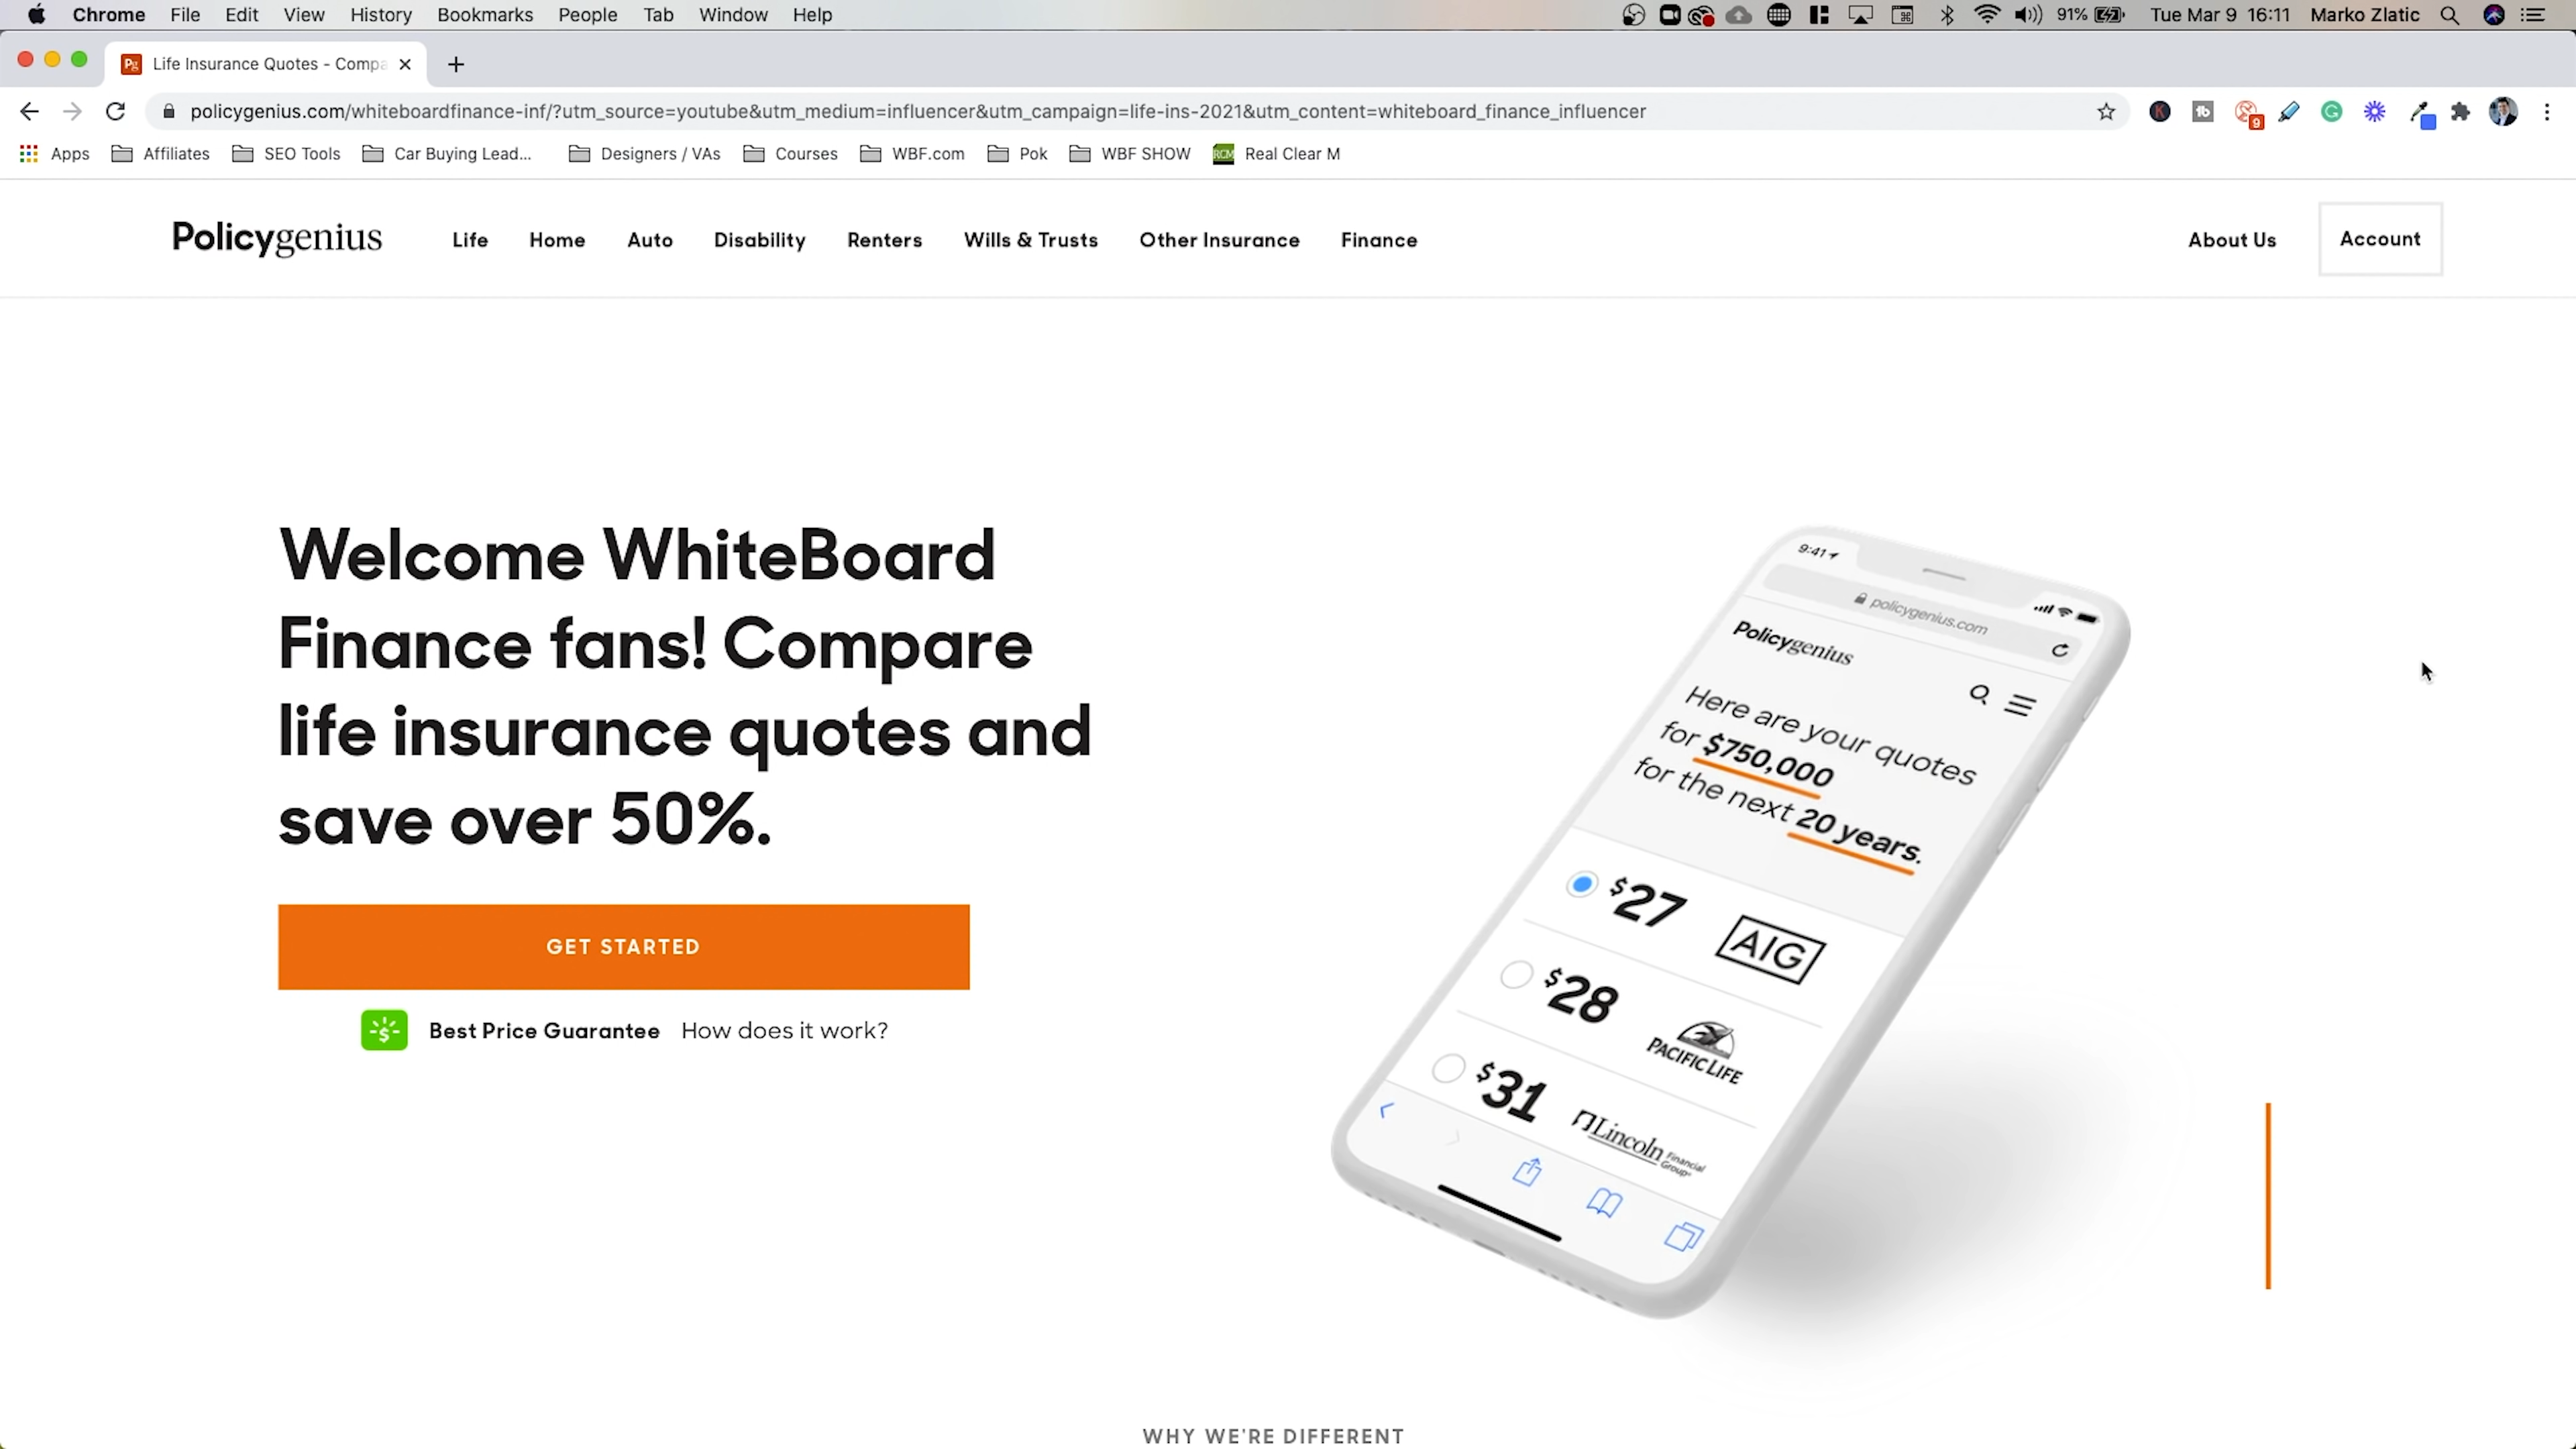 Chrome File Edit View History Bookmarks People Tab Window Help
91% Tue Mar 9 16:11 Marko Zlatic
Pg Life Insurance Quotes - Compa
policygenius.com/whiteboardfinance-inf/?utm_source=youtube&utm_medium=influencer&utm_campaign=life-ins-2021&utm_content=whiteboard_finance_influencer
9
Apps Affiliates SEO Tools Car Buying Lead... Designers / VAs Courses WBF.com Pok WBF SHOW RCM Real Clear M
Policygenius Life Home Auto Disability Renters Wills & Trusts Other Insurance Finance About Us Account
Welcome WhiteBoard
Finance fans! Compare
life insurance quotes and
save over 50%.
GET STARTED
Best Price Guarantee How does it work?
9:41
policygenius.com
Policygenius
Here are your quotes
for $750,000
for the next 20 years.
$27 AIG
$28 PACIFIC LIFE
$31 Lincoln Financial Group
WHY WE'RE DIFFERENT